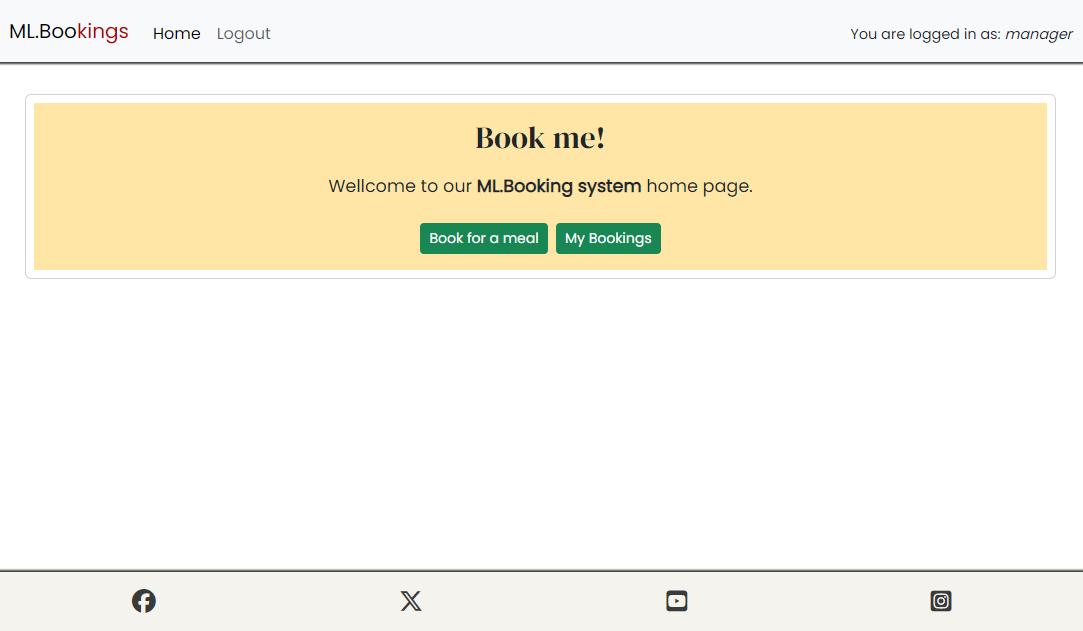 ML.Bookings Home Logout You are logged in as: manager
Book me!
Wellcome to our ML.Booking system home page.
Book for a meal My Bookings